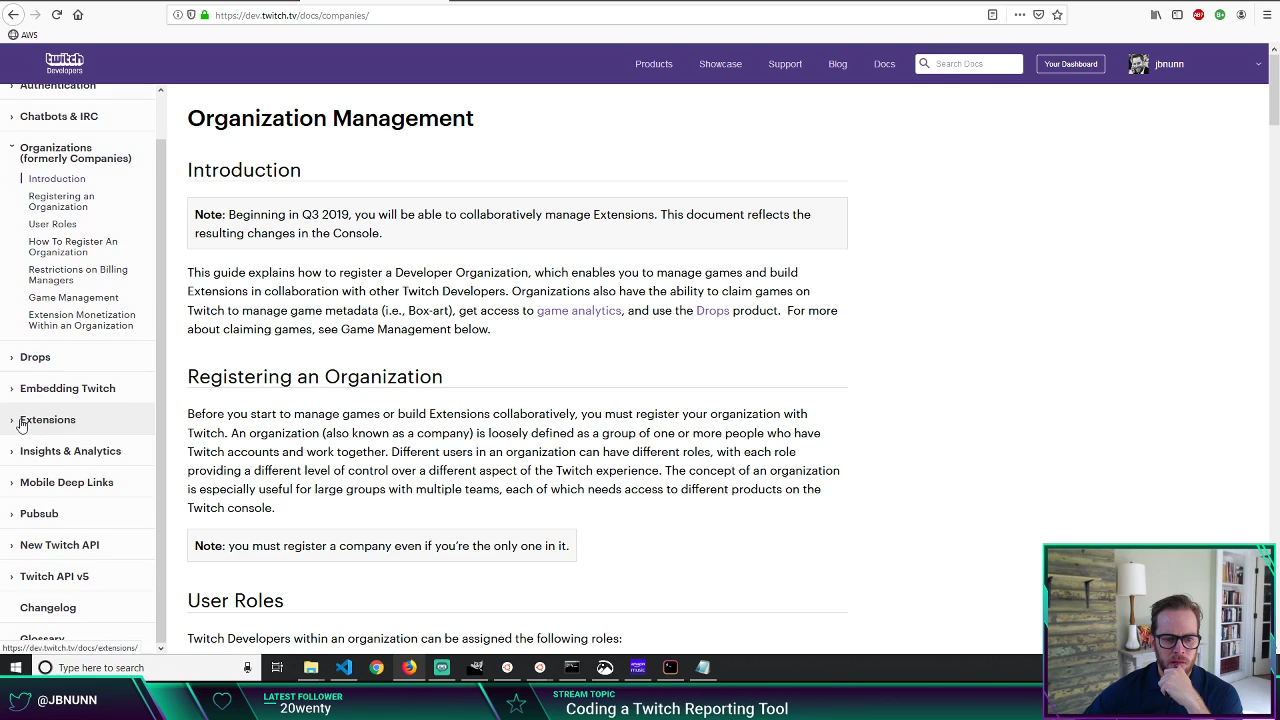 https://dev.twitch.tv/docs/companies/
AWS
twitch
Developers
Products
Showcase
Support
Blog
Docs
Search Docs
Your Dashboard
jbnunn
Authentication
Chatbots & IRC
Organizations
(formerly Companies)
Introduction
Registering an
Organization
User Roles
How To Register An
Organization
Restrictions on Billing
Managers
Game Management
Extension Monetization
Within an Organization
Drops
Embedding Twitch
Extensions
Insights & Analytics
Mobile Deep Links
Pubsub
New Twitch API
Twitch API v5
Changelog
Glossary
https://dev.twitch.tv/docs/extensions/
Organization Management
Introduction
Note: Beginning in Q3 2019, you will be able to collaboratively manage Extensions. This document reflects the
resulting changes in the Console.
This guide explains how to register a Developer Organization, which enables you to manage games and build
Extensions in collaboration with other Twitch Developers. Organizations also have the ability to claim games on
Twitch to manage game metadata (i.e., Box-art), get access to game analytics, and use the Drops product. For more
about claiming games, see Game Management below.
Registering an Organization
Before you start to manage games or build Extensions collaboratively, you must register your organization with
Twitch. An organization (also known as a company) is loosely defined as a group of one or more people who have
Twitch accounts and work together. Different users in an organization can have different roles, with each role
providing a different level of control over a different aspect of the Twitch experience. The concept of an organization
is especially useful for large groups with multiple teams, each of which needs access to different products on the
Twitch console.
Note: you must register a company even if you're the only one in it.
User Roles
Twitch Developers within an organization can be assigned the following roles:
Type here to search
music
@JBNUNN
LATEST FOLLOWER
20wenty
STREAM TOPIC
Coding a Twitch Reporting Tool